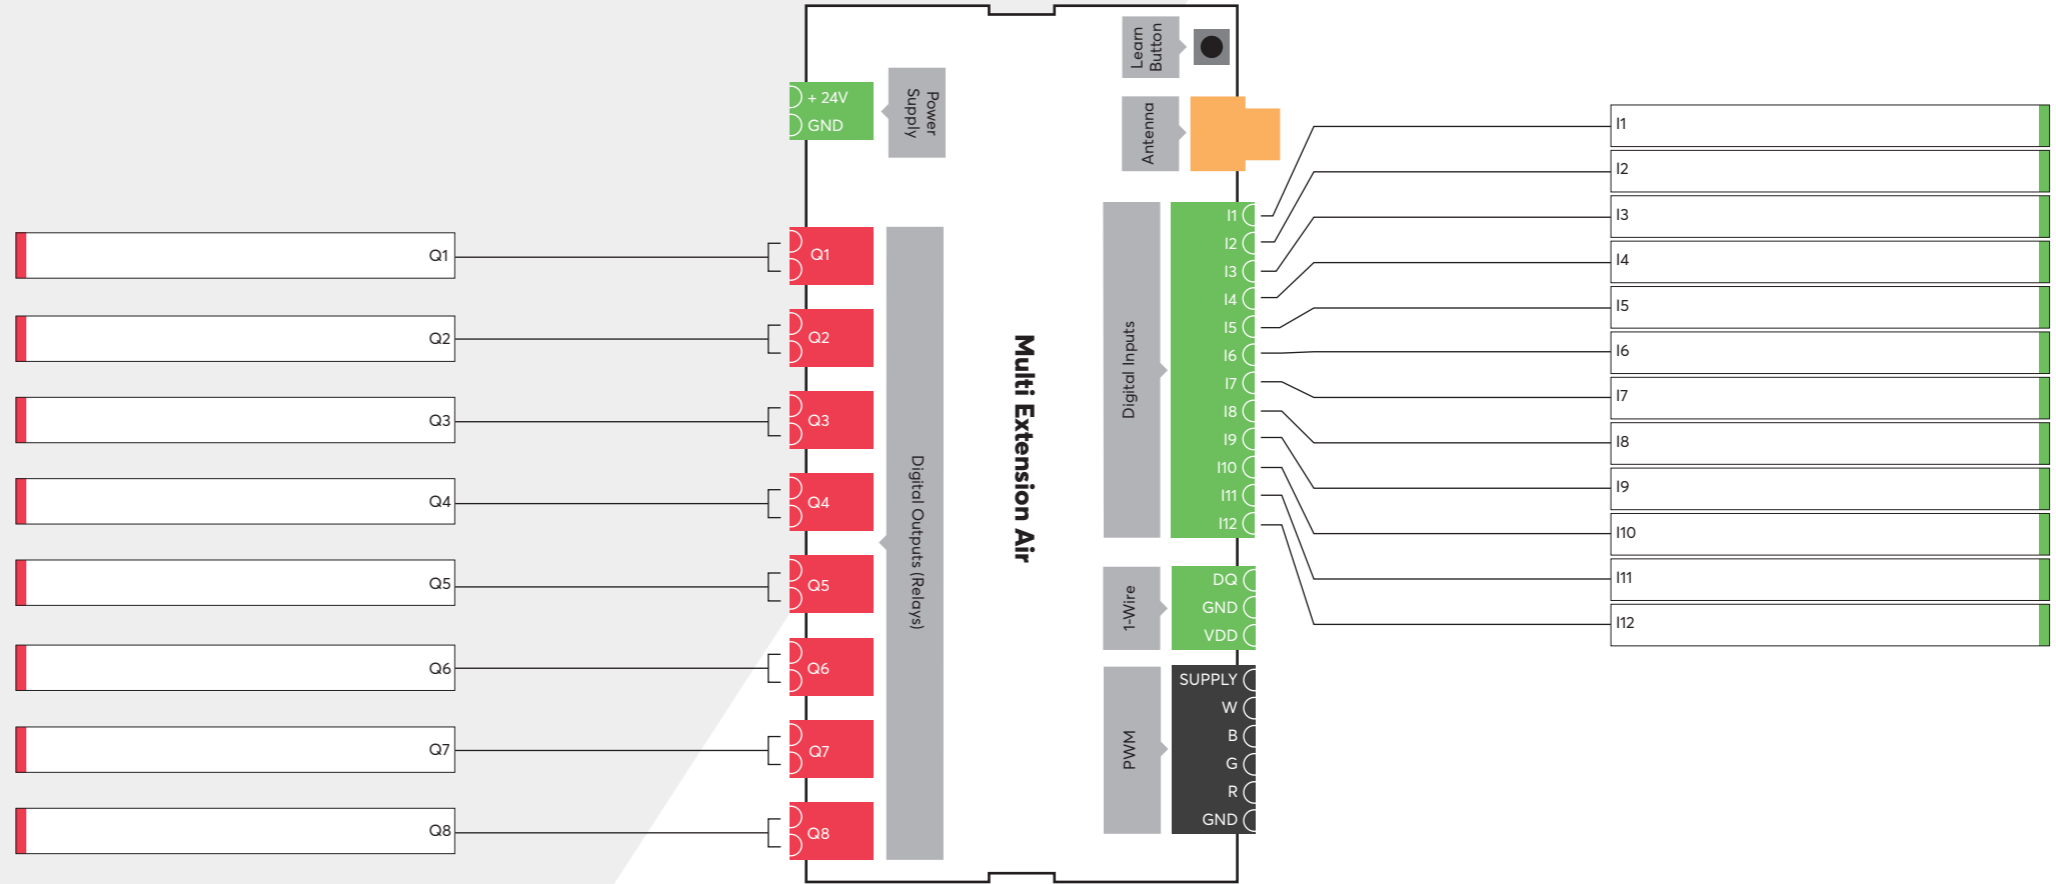 Q1
Q2
Q3
Q4
Q5
Q6
Q7
Q8
+ 24V
GND
Power
Supply
Q1
Q2
Q3
Q4
Q5
Q6
Q7
Q8
Digital Outputs (Relays)
Multi Extension Air
Learn
Button
Antenna
Digital Inputs
I1
I2
I3
I4
I5
I6
I7
I8
I9
I10
I11
I12
1-Wire
DQ
GND
VDD
PWM
SUPPLY
W
B
G
R
GND
I1
I2
I3
I4
I5
I6
I7
I8
I9
I10
I11
I12